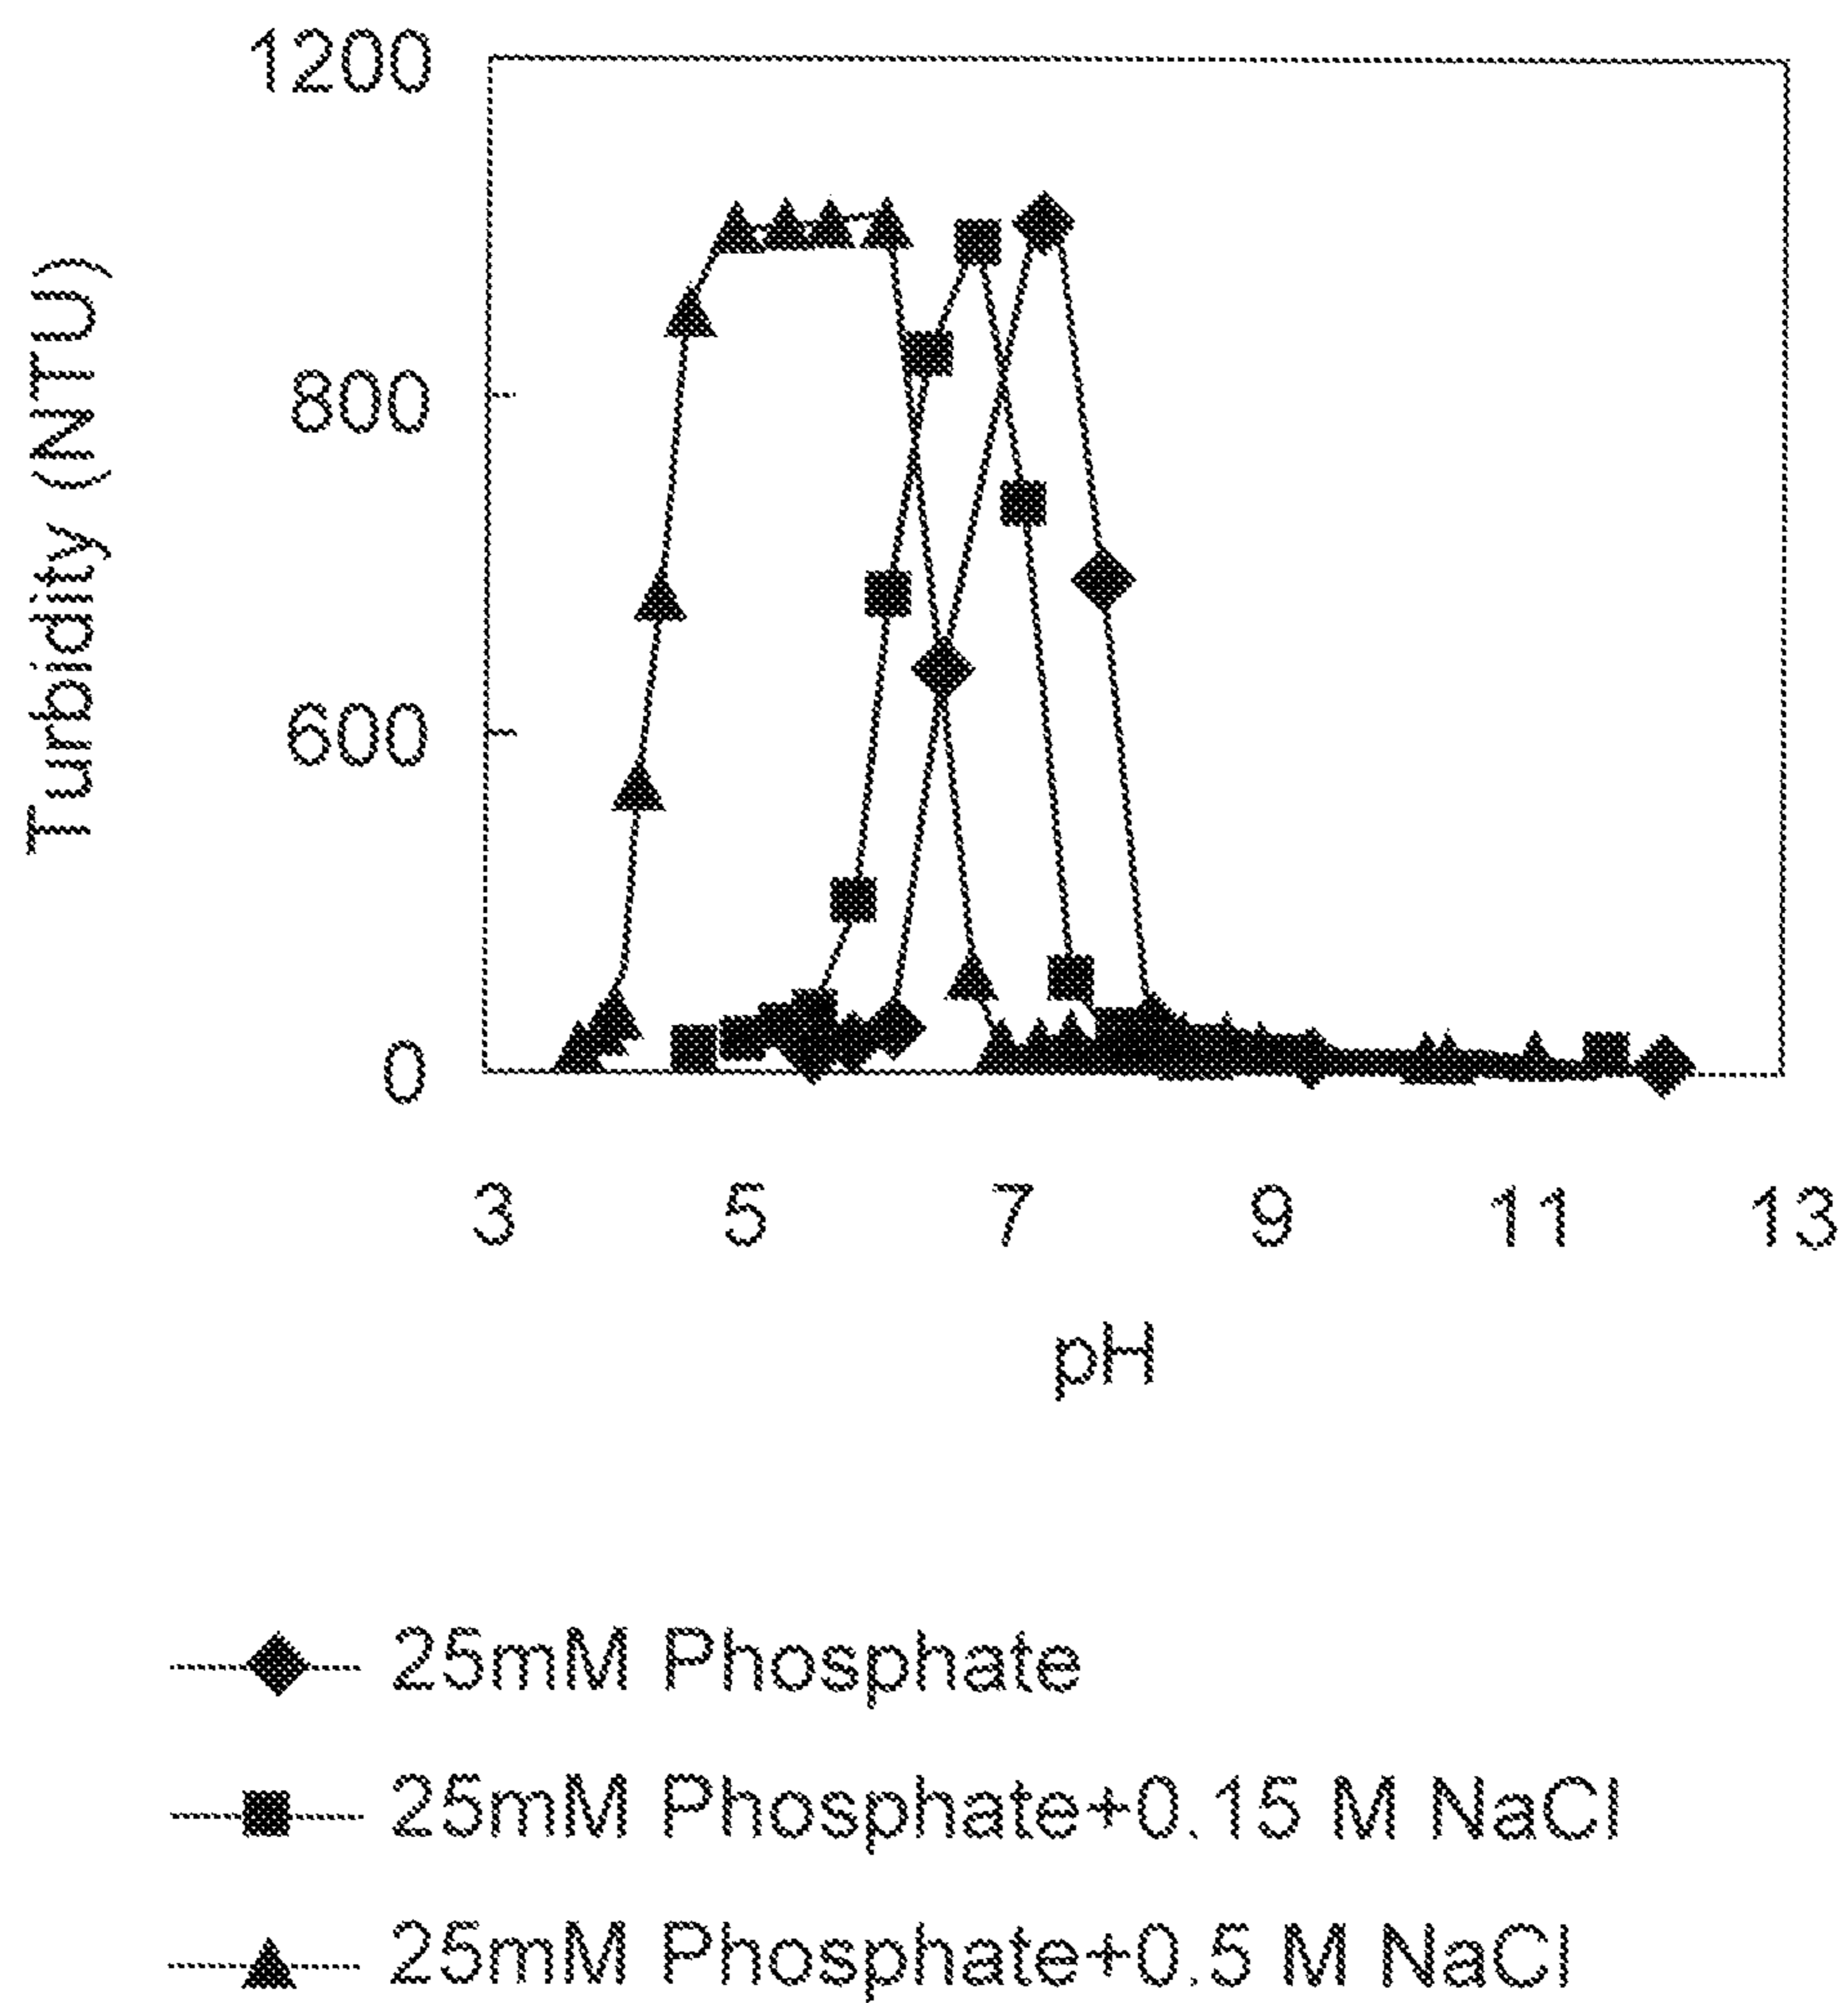 Turbidity (NTU)
1200
800
600
0
3 5 7 9 11 13
pH
25mM Phosphate
25mM Phosphate+0.15 M NaCl
25mM Phosphate+0.5 M NaCl